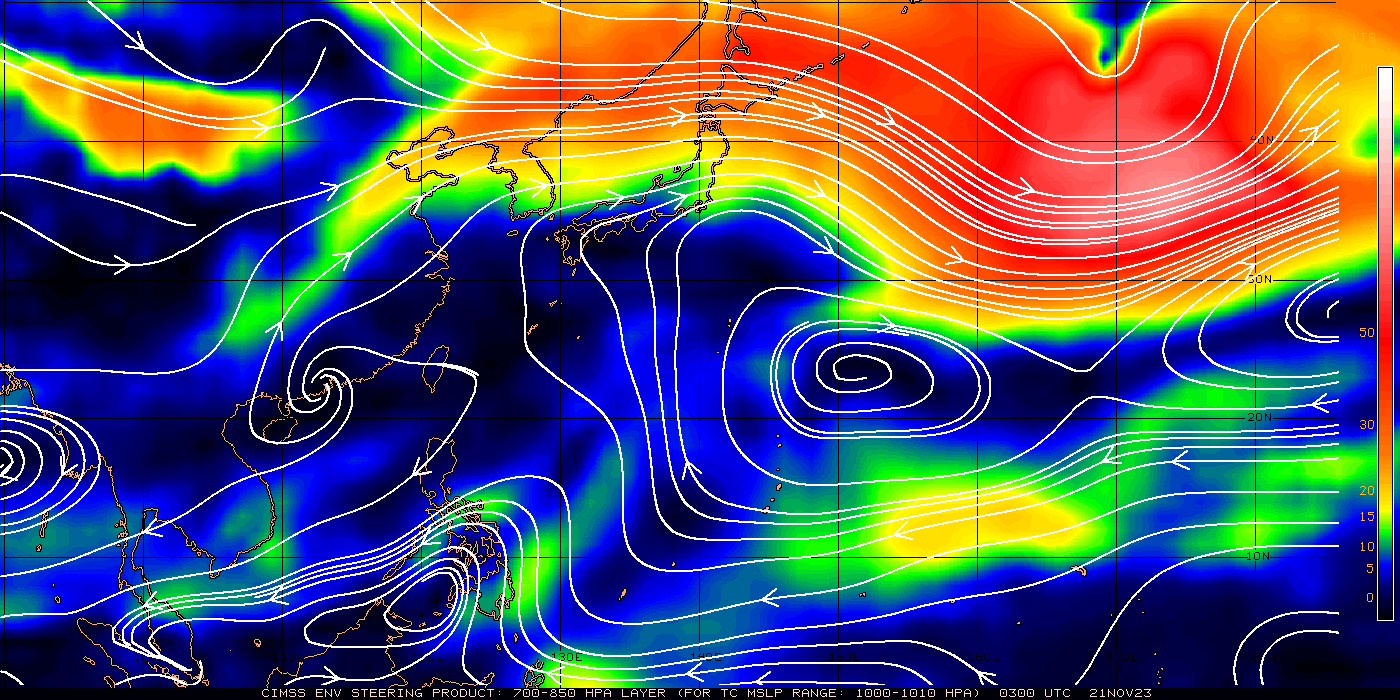 KTS
40N
30N
50
20N
30
20
15
10
10N
5
0
130E
CIMSS ENV STEERING PRODUCT: 700-850 HPA LAYER (FOR TC MSLP RANGE: 1000-1010 HPA) 0300 UTC 21NOV23